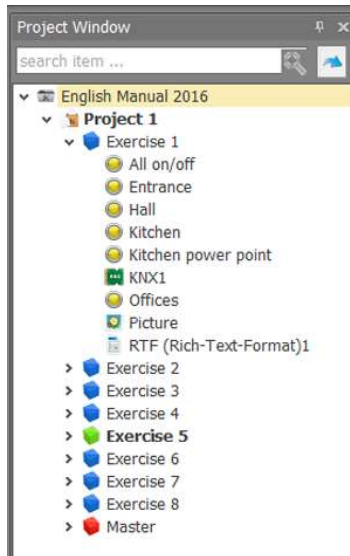 Project Window
search item ...
English Manual 2016
Project 1
Exercise 1
All on/off
Entrance
Hall
Kitchen
Kitchen power point
KNX1
Offices
Picture
RTF (Rich-Text-Format)1
Exercise 2
Exercise 3
Exercise 4
Exercise 5
Exercise 6
Exercise 7
Exercise 8
Master